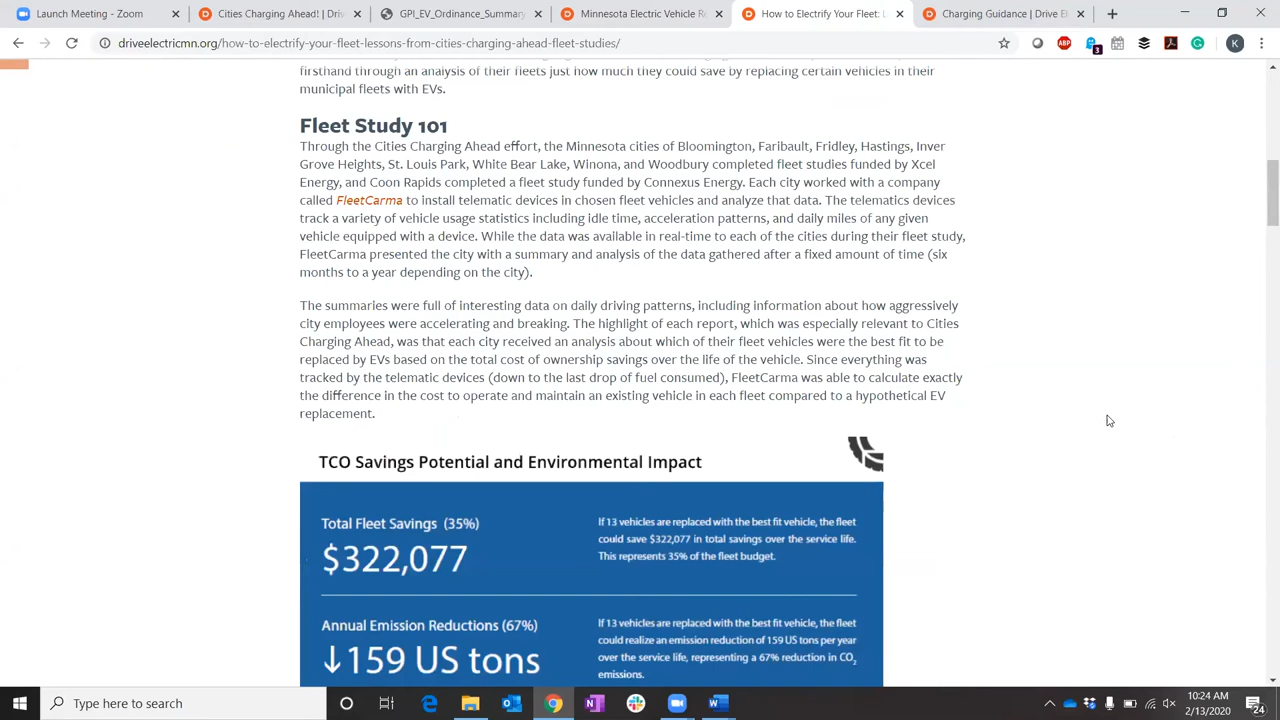 Launch Meeting - Zoom
Cities Charging Ahead! | Drive
GPI_EV_Ordinance_Summary
Minnesota Electric Vehicle Re
How to Electrify Your Fleet: L
Charging Guidance | Drive El
driveelectricmn.org/how-to-electrify-your-fleet-lessons-from-cities-charging-ahead-fleet-studies/
ABP
3
K
firsthand through an analysis of their fleets just how much they could save by replacing certain vehicles in their
municipal fleets with EVs.
Fleet Study 101
Through the Cities Charging Ahead effort, the Minnesota cities of Bloomington, Faribault, Fridley, Hastings, Inver
Grove Heights, St. Louis Park, White Bear Lake, Winona, and Woodbury completed fleet studies funded by Xcel
Energy, and Coon Rapids completed a fleet study funded by Connexus Energy. Each city worked with a company
called FleetCarma to install telematic devices in chosen fleet vehicles and analyze that data. The telematics devices
track a variety of vehicle usage statistics including idle time, acceleration patterns, and daily miles of any given
vehicle equipped with a device. While the data was available in real-time to each of the cities during their fleet study,
FleetCarma presented the city with a summary and analysis of the data gathered after a fixed amount of time (six
months to a year depending on the city).
The summaries were full of interesting data on daily driving patterns, including information about how aggressively
city employees were accelerating and breaking. The highlight of each report, which was especially relevant to Cities
Charging Ahead, was that each city received an analysis about which of their fleet vehicles were the best fit to be
replaced by EVs based on the total cost of ownership savings over the life of the vehicle. Since everything was
tracked by the telematic devices (down to the last drop of fuel consumed), FleetCarma was able to calculate exactly
the difference in the cost to operate and maintain an existing vehicle in each fleet compared to a hypothetical EV
replacement.
TCO Savings Potential and Environmental Impact
Total Fleet Savings (35%)
$322,077
If 13 vehicles are replaced with the best fit vehicle, the fleet
could save $322,077 in total savings over the service life.
This represents 35% of the fleet budget.
Annual Emission Reductions (67%)
↓159 US tons
If 13 vehicles are replaced with the best fit vehicle, the fleet
could realize an emission reduction of 159 US tons per year
over the service life, representing a 67% reduction in CO₂
emissions.
Type here to search
10:24 AM
2/13/2020
24